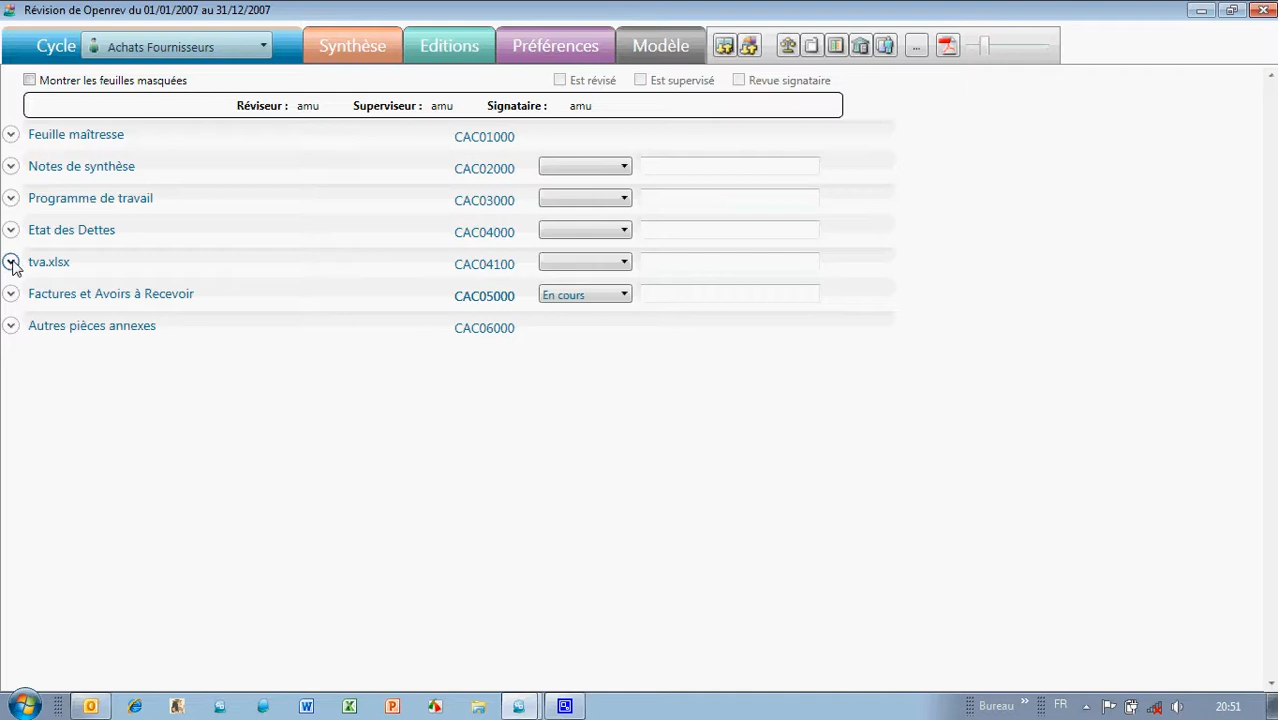 Révision de Openrev du 01/01/2007 au 31/12/2007
Cycle Achats Fournisseurs Synthèse Editions Préférences Modèle ...
Montrer les feuilles masquées Est révisé Est supervisé Revue signataire
Réviseur : amu Superviseur : amu Signataire : amu
Feuille maîtresse CAC01000
Notes de synthèse CAC02000
Programme de travail CAC03000
Etat des Dettes CAC04000
tva.xlsx CAC04100
Factures et Avoirs à Recevoir CAC05000 En cours
Autres pièces annexes CAC06000
Bureau » FR 20:51